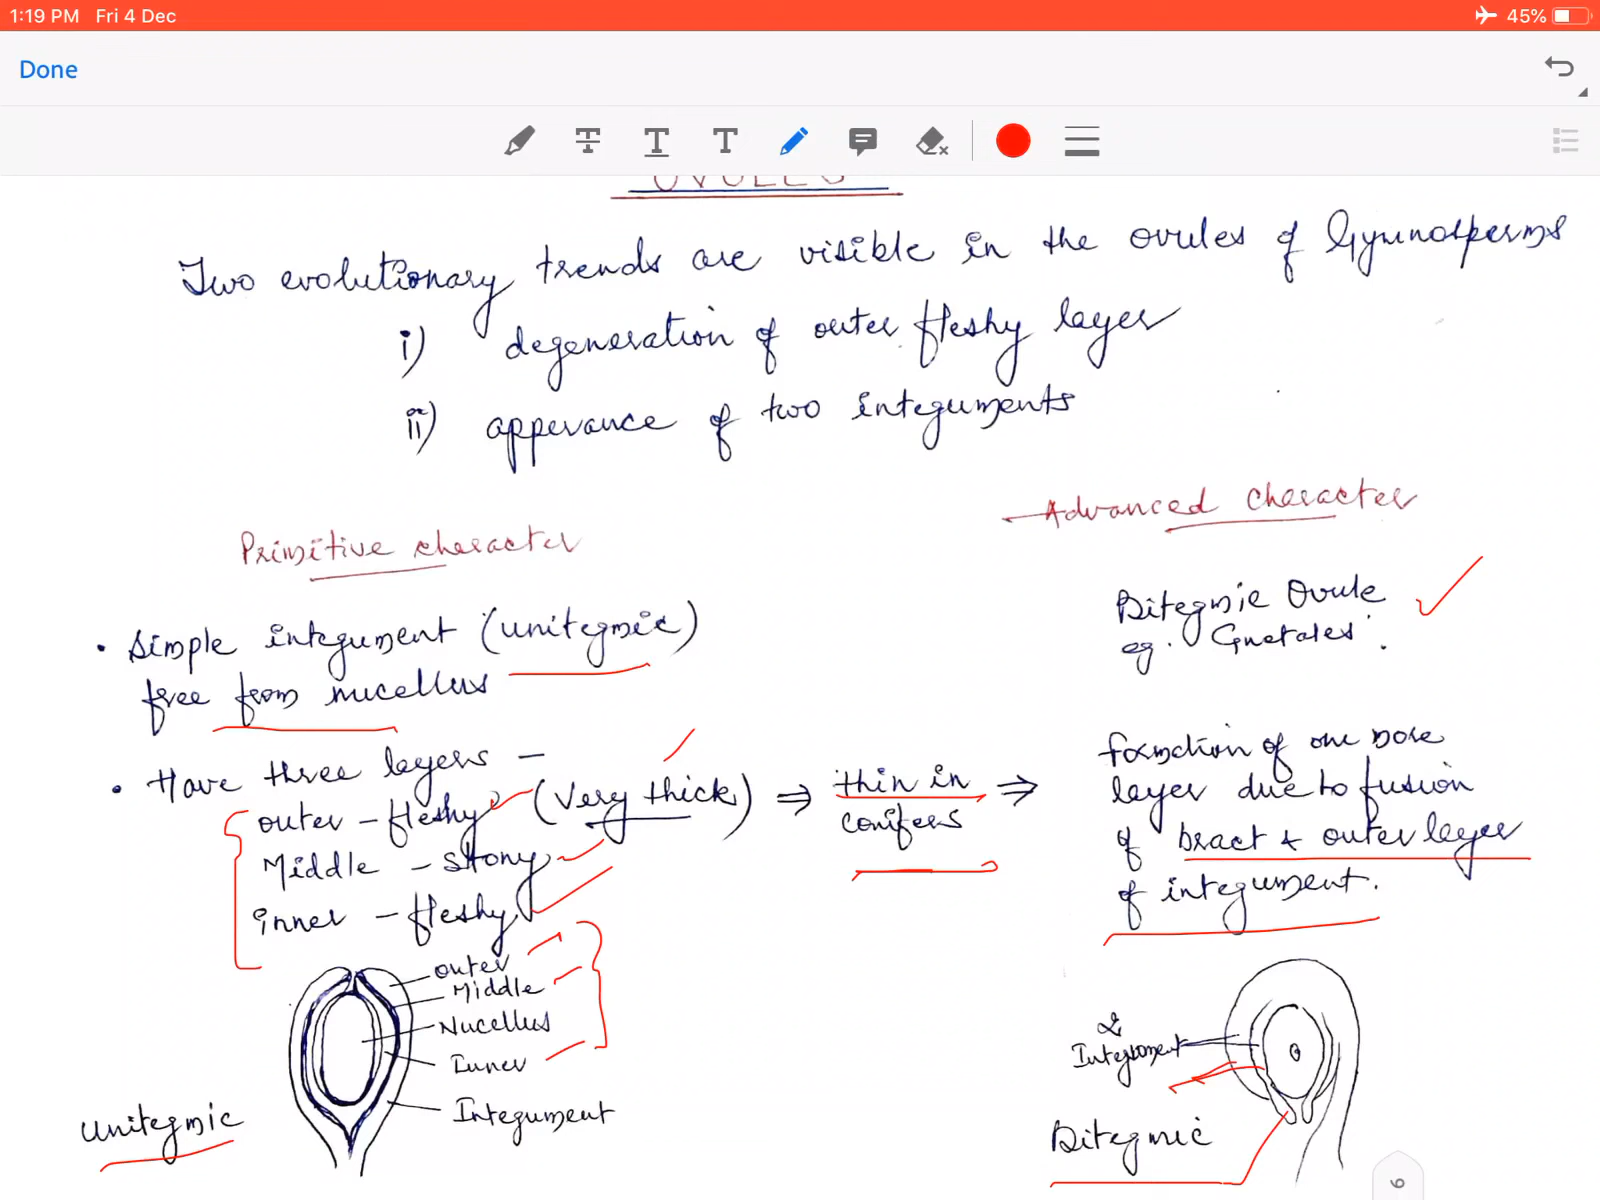 1:19 PM Fri 4 Dec 45%
Done
OVULES
Two evolutionary trends are visible in the ovules of Gymnosperms
i) degeneration of outer fleshy layer
ii) apperance of two integuments
Primitive character
Advanced character
• Simple integument (unitegmic)
free from nucellus
Bitegmic Ovule
eg. Gnetales.
• Have three layers –
outer – fleshy (Very thick) ⇒ thin in conifers ⇒
Middle – Stony
inner – fleshy
formation of one more
layer due to fusion
of bract + outer layer
of integument.
outer
Middle
Nucellus
Inner
Integument
Unitegmic
2
Integument
Bitegmic
6